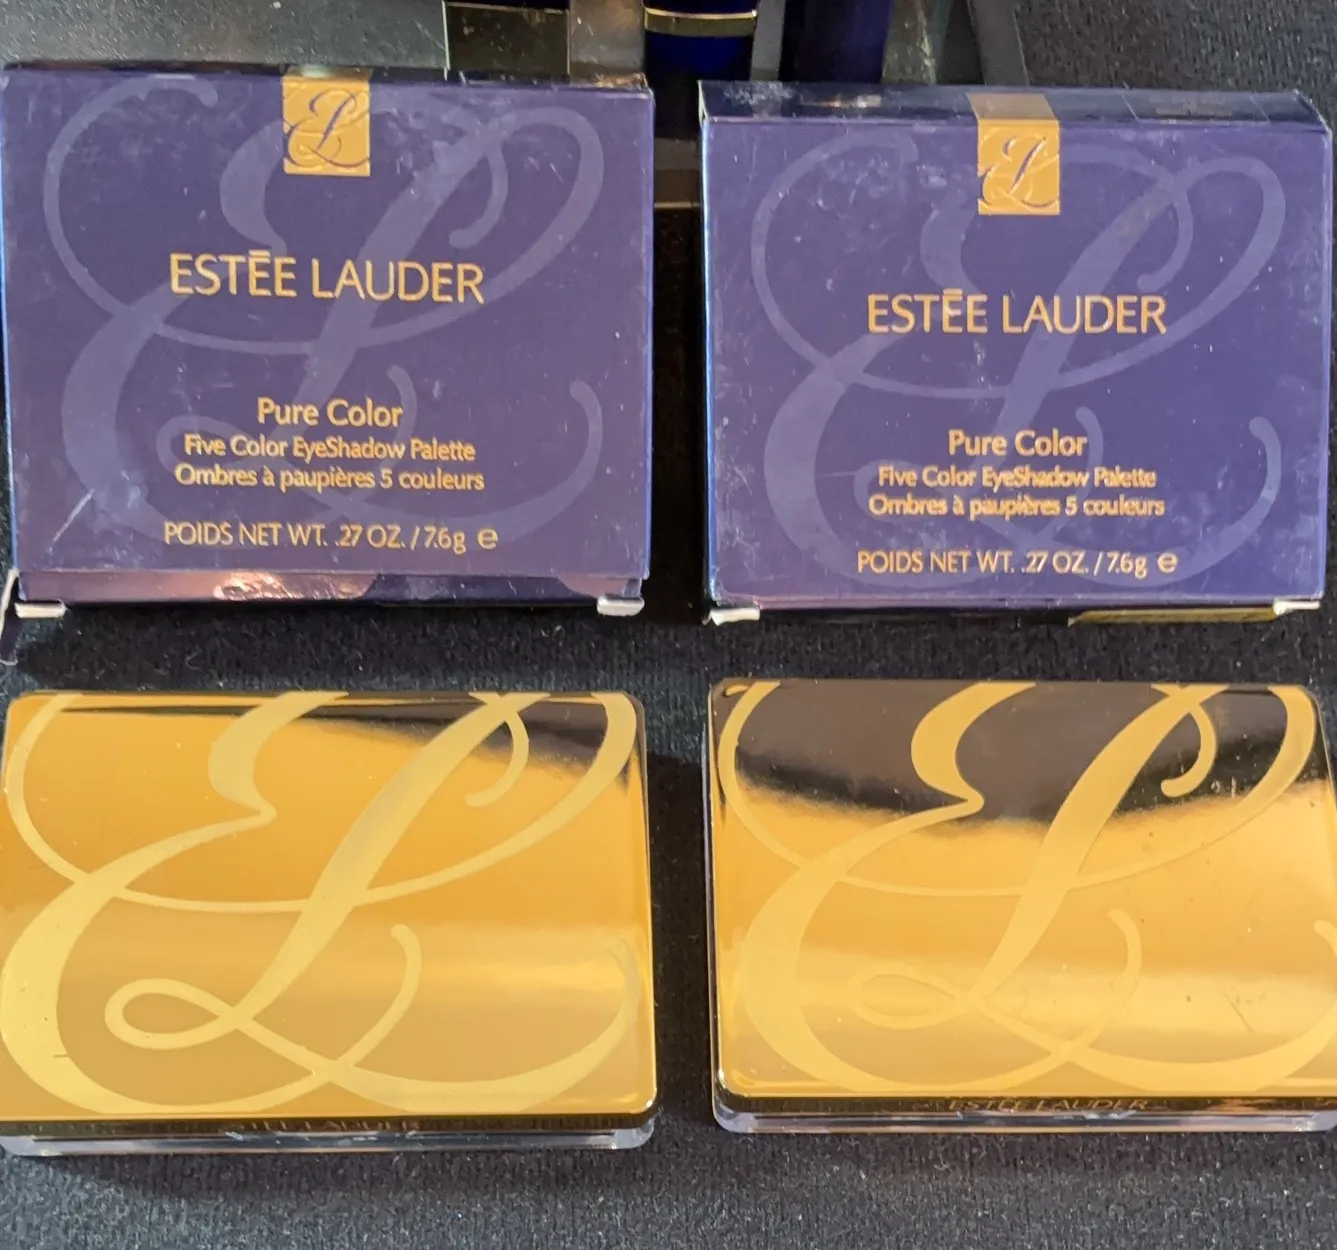 ESTĒE LAUDER
Pure Color
Five Color EyeShadow Palette
Ombres à paupières 5 couleurs
POIDS NET WT. .27 OZ. / 7.6g e
ESTĒE LAUDER
Pure Color
Five Color EyeShadow Palette
Ombres à paupières 5 couleurs
POIDS NET WT. .27 OZ. / 7.6g e
ESTĒE LAUDER
ESTĒE LAUDER